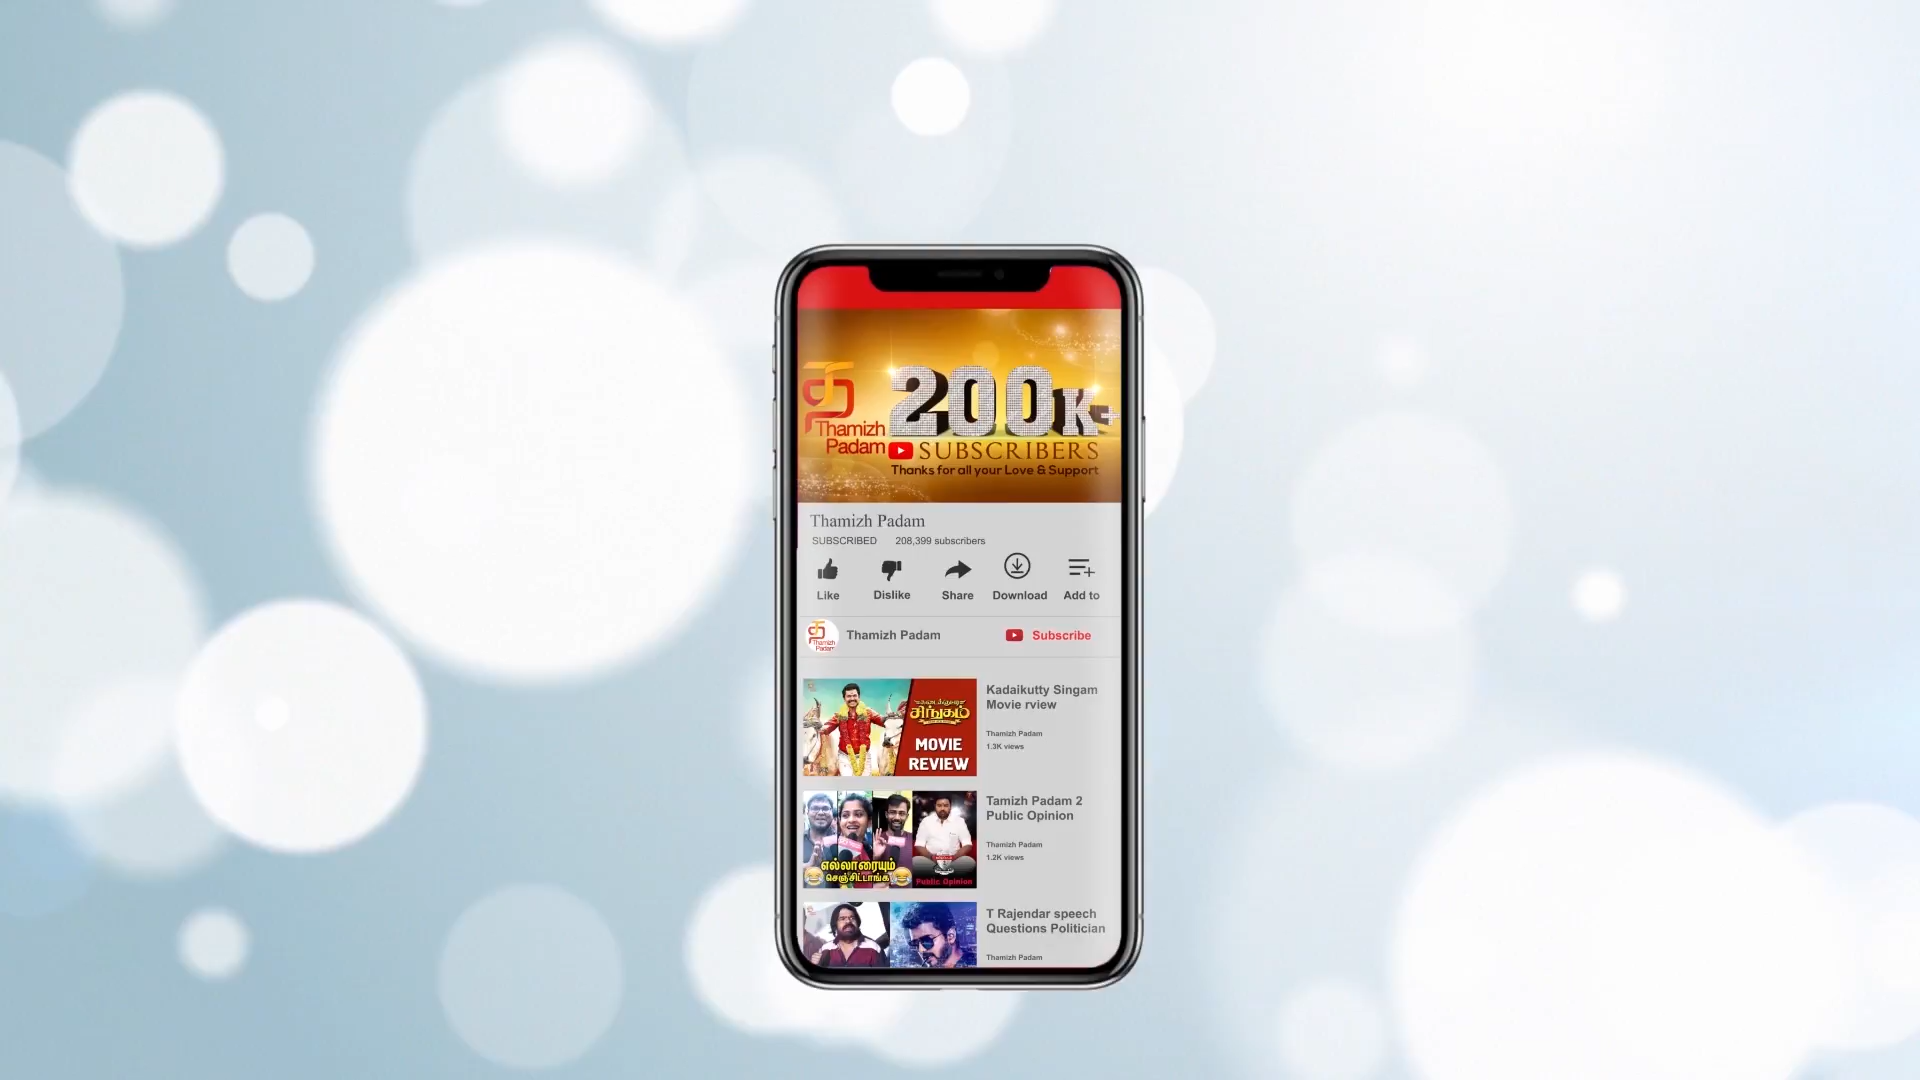 த
Thamizh
Padam
200K+
SUBSCRIBERS
Thanks for all your Love & Support
Thamizh Padam
SUBSCRIBED 208,399 subscribers
Like Dislike Share Download Add to
Thamizh
Padam
Thamizh Padam Subscribe
சிங்கம்
MOVIE
REVIEW
Kadaikutty Singam
Movie rview
Thamizh Padam
1.3K views
எல்லாரையும்
செஞ்சிட்டாங்க
Public Opinion
Tamizh Padam 2
Public Opinion
Thamizh Padam
1.2K views
T Rajendar speech
Questions Politician
Thamizh Padam